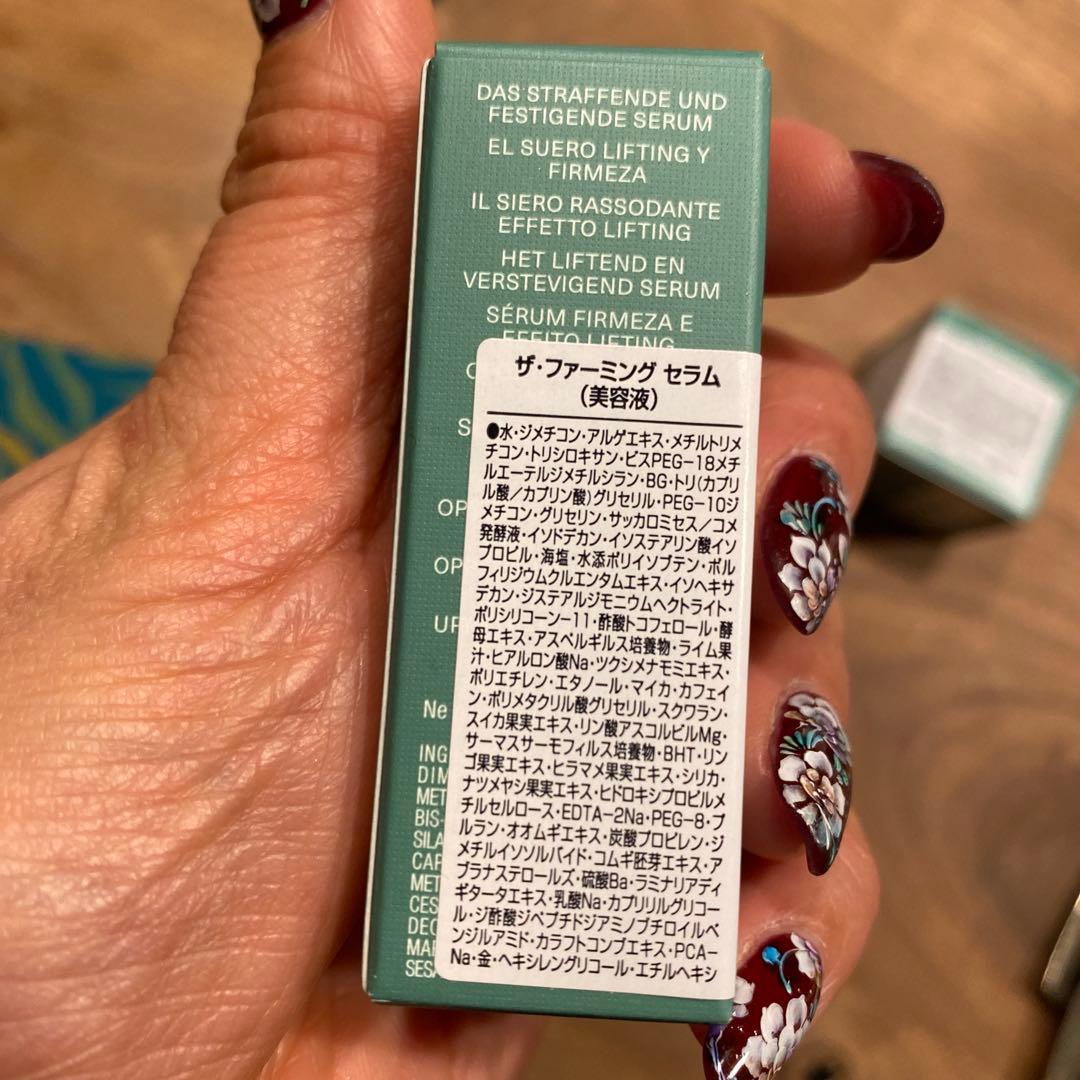 DAS STRAFFENDE UND
FESTIGENDE SERUM
EL SUERO LIFTING Y
FIRMEZA
IL SIERO RASSODANTE
EFFETTO LIFTING
HET LIFTEND EN
VERSTEVIGEND SERUM
SÉRUM FIRMEZA E
EFEITO LIFTING
ザ・ファーミング セラム
(美容液)
●水・ジメチコン・アルゲエキス・メチルトリメ
チコン・トリシロキサン・ビスPEG-18メチ
ルエーテルジメチルシラン・BG・トリ(カプリ
ル酸/カプリン酸)グリセリル・PEG-10ジ
メチコン・グリセリン・サッカロミセス/コメ
発酵液・イソドデカン・イソステアリン酸イソ
プロピル・海塩・水添ポリイソブテン・ポル
フィリジウムクルエンタムエキス・イソヘキサ
デカン・ジステアルジモニウムヘクトライト・
ポリシリコーン-11・酢酸トコフェロール・酵
母エキス・アスペルギルス培養物・ライム果
汁・ヒアルロン酸Na・ツクシメナモミエキス・
ポリエチレン・エタノール・マイカ・カフェイ
ン・ポリメタクリル酸グリセリル・スクワラン・
スイカ果実エキス・リン酸アスコルビルMg・
サーマスサーモフィルス培養物・BHT・リン
ゴ果実エキス・ヒラマメ果実エキス・シリカ・
ナツメヤシ果実エキス・ヒドロキシプロピルメ
チルセルロース・EDTA-2Na・PEG-8・プ
ルラン・オオムギエキス・炭酸プロピレン・ジ
メチルイソソルバイド・コムギ胚芽エキス・ア
ブラナステロールズ・硫酸Ba・ラミナリアディ
ギタータエキス・乳酸Na・カプリリルグリコー
ル・ジ酢酸ジペプチドジアミノブチロイルベ
ンジルアミド・カラフトコンブエキス・PCA-
Na・金・ヘキシレングリコール・エチルヘキシ
OP
OP
UP
Ne
ING
DIM
MET
BIS-
SILA
CAP
MET
CES
DEC
MAR
SESA